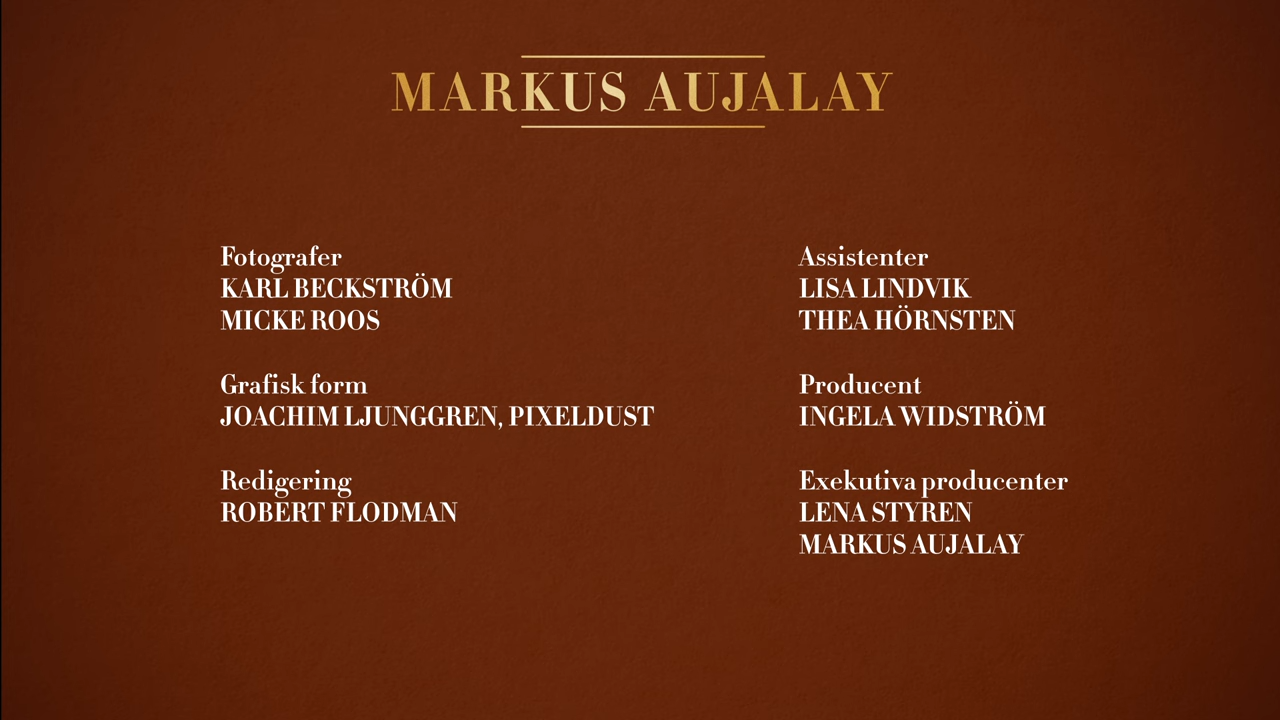 MARKUS AUJALAY
Fotografer
KARL BECKSTRÖM
MICKE ROOS
Grafisk form
JOACHIM LJUNGGREN, PIXELDUST
Redigering
ROBERT FLODMAN
Assistenter
LISA LINDVIK
THEA HÖRNSTEN
Producent
INGELA WIDSTRÖM
Exekutiva producenter
LENA STYREN
MARKUS AUJALAY